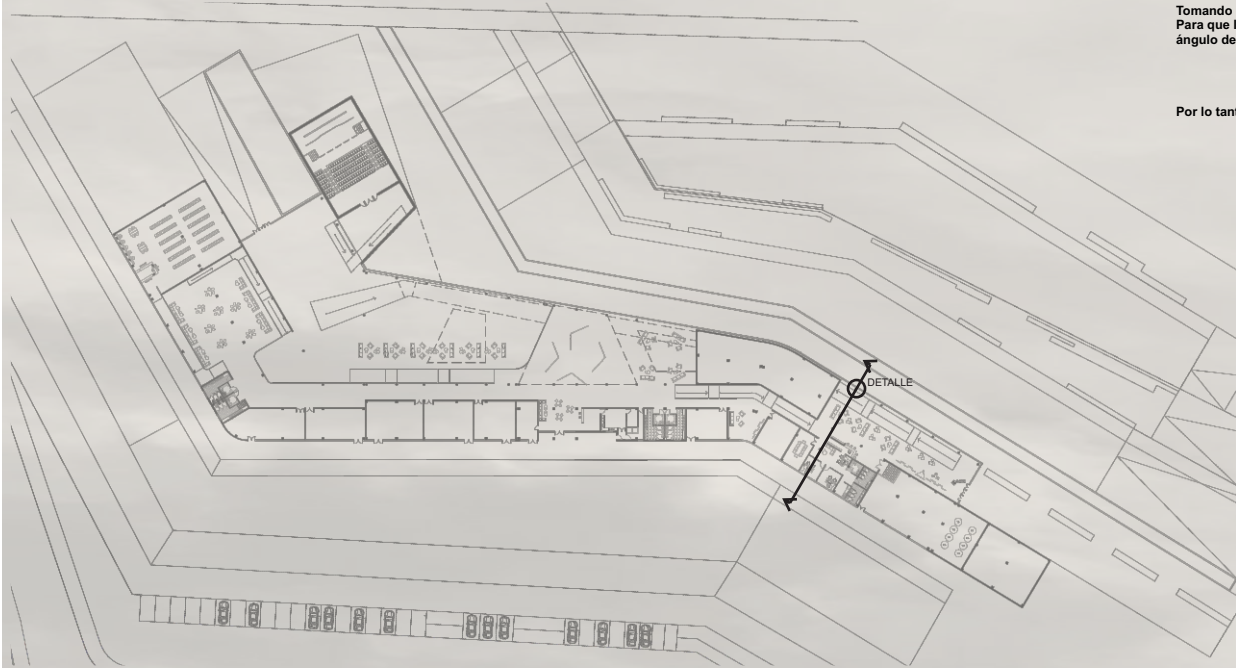 Tomando
Para que l
ángulo de
Por lo tant
DETALLE